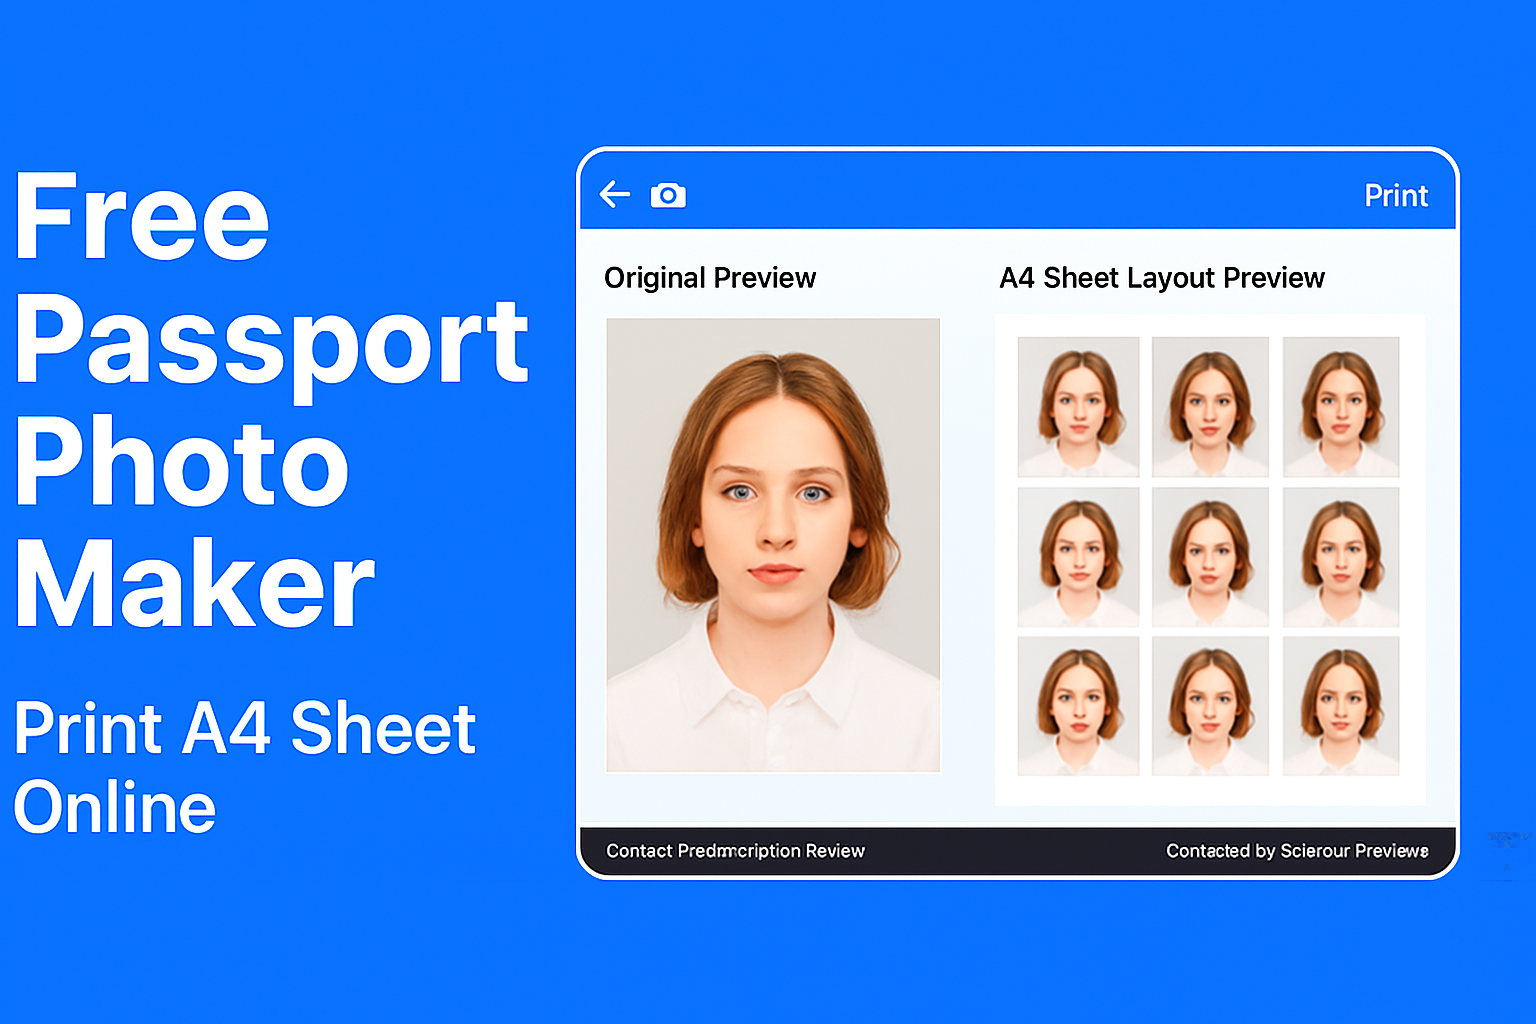 Free
Passport
Photo
Maker
Print A4 Sheet
Online
Print
Original Preview
A4 Sheet Layout Preview
Contact Review
Contacted by Scierour Previews